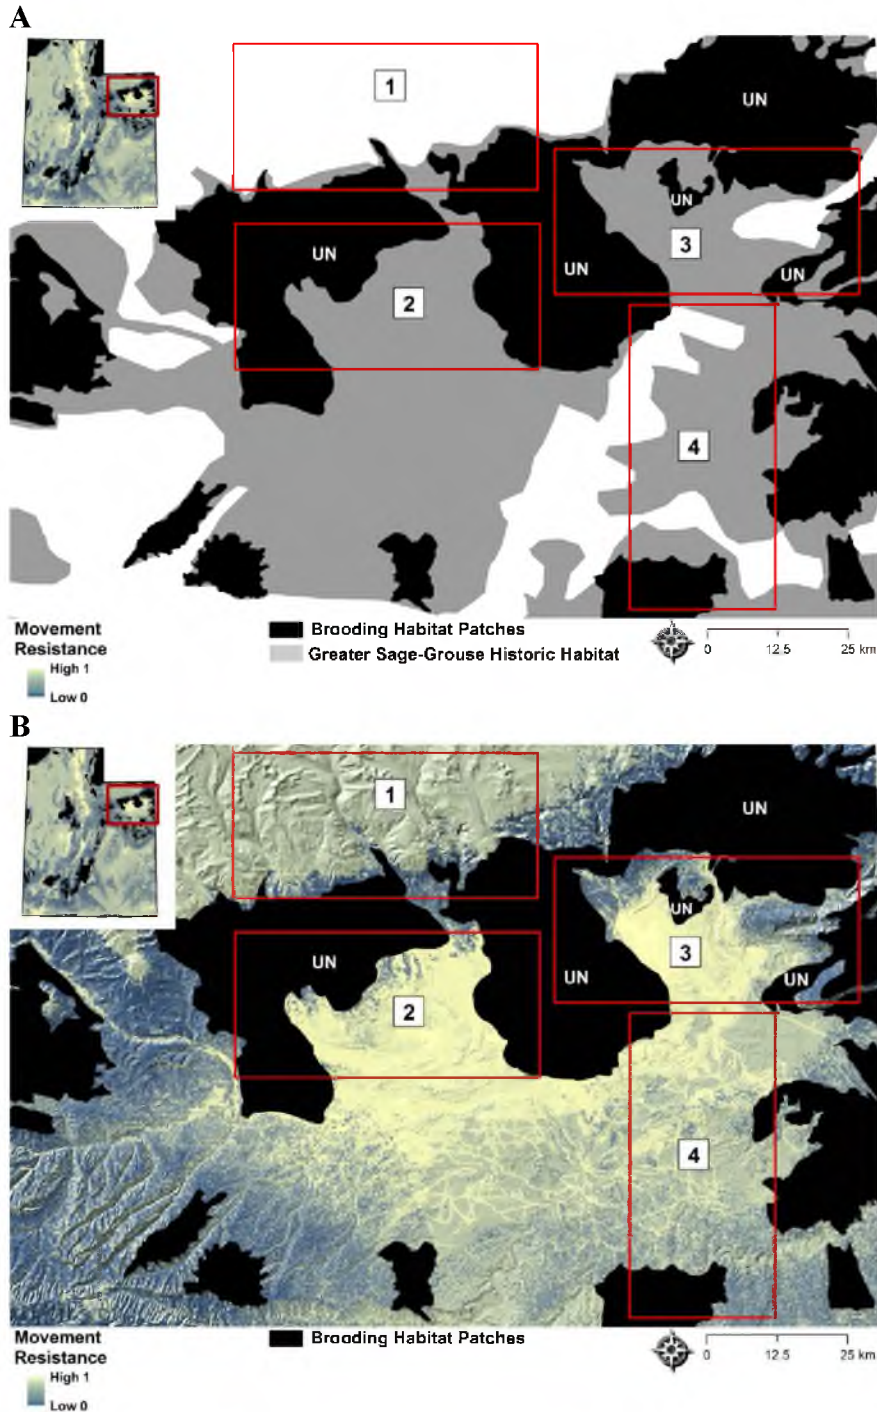 A
1
UN
UN
3
UN
UN
UN
2
4
Movement
Resistance
High 1
Low 0
Brooding Habitat Patches
Greater Sage-Grouse Historic Habitat
0 12.5 25 km
B
1
UN
UN
3
UN
UN
UN
2
4
Movement
Resistance
High 1
Low 0
Brooding Habitat Patches
0 12.5 25 km